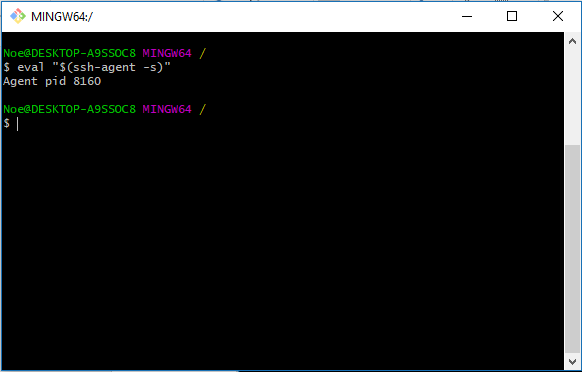 MINGW64:/
Noe@DESKTOP-A9SSOC8 MINGW64 /
$ eval "$(ssh-agent -s)"
Agent pid 8160
Noe@DESKTOP-A9SSOC8 MINGW64 /
$